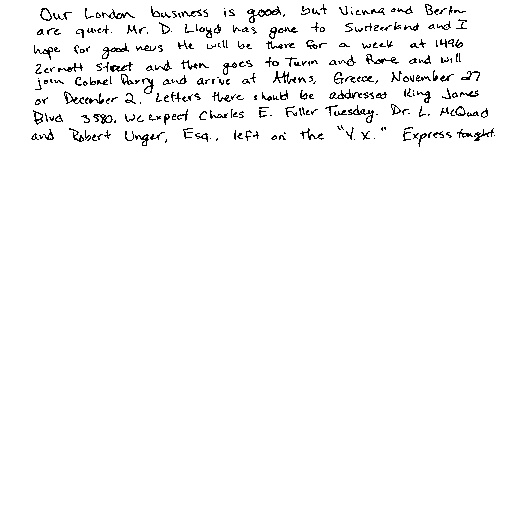 Our London business is good, but Vienna and Berlin
are quiet. Mr. D. Lloyd has gone to Switzerland and I
hope for good news He will be there for a week at 1496
Zermott Street and then goes to Turin and Rome and will
join Colonel Parry and arrive at Athens, Greece, November 27
or December 2. Letters there should be addressed King James
Blvd 3580. We expect Charles E. Fuller Tuesday. Dr. L. McQuad
and Robert Unger, Esq., left on the "Y.X." Express tonight.